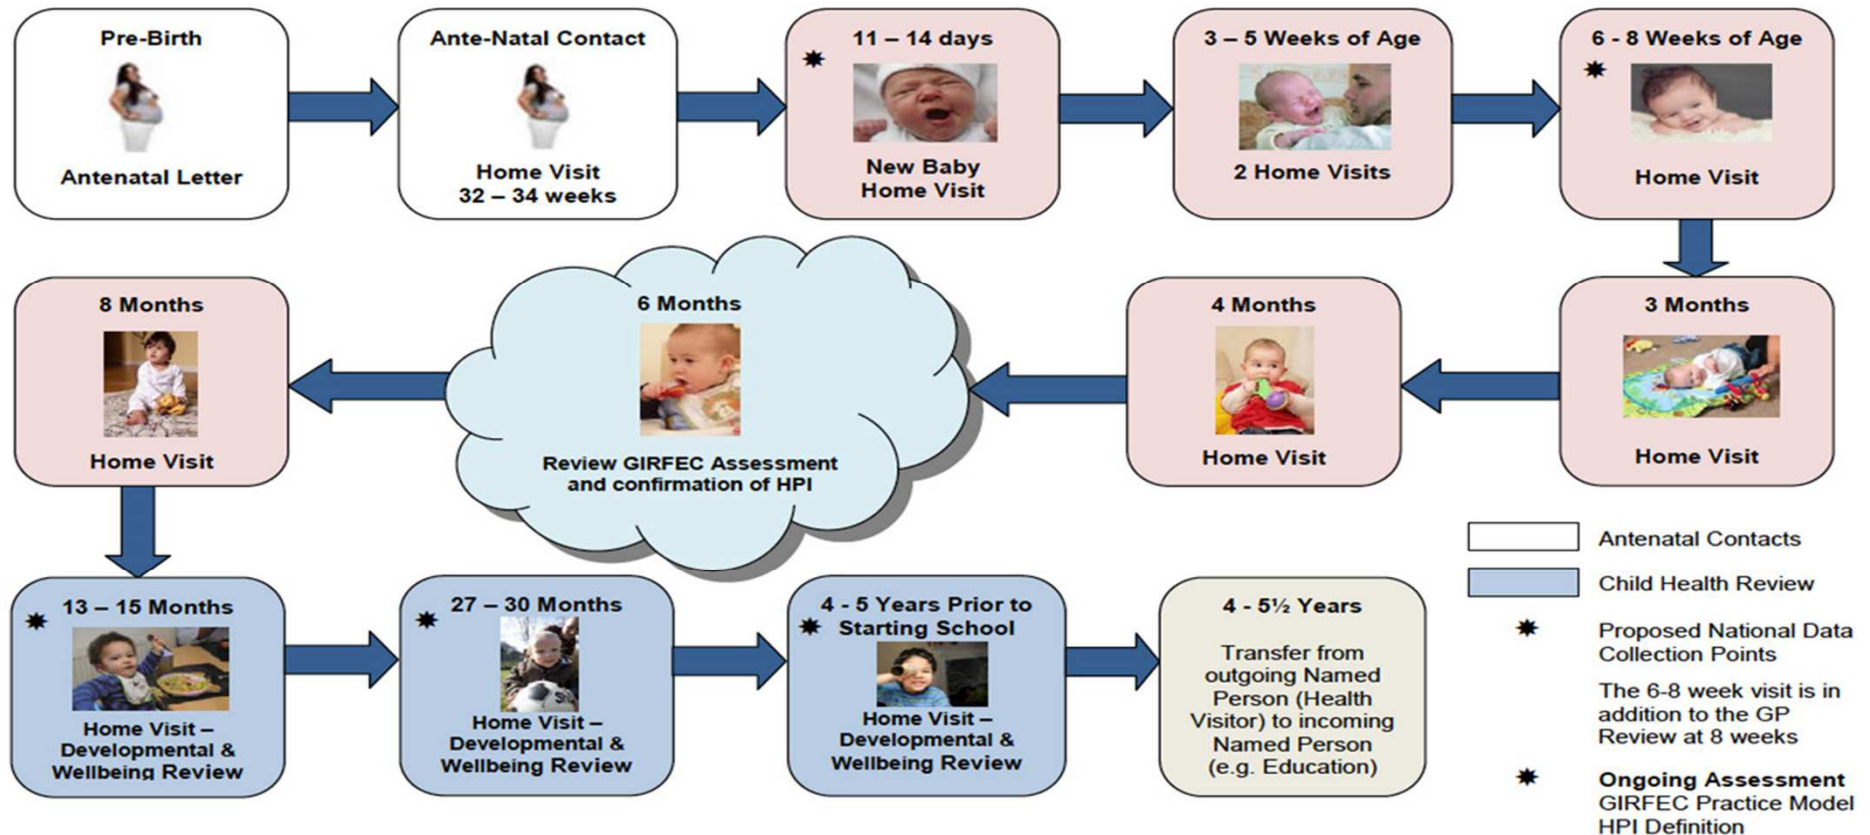 Pre-Birth
Antenatal Letter
Ante-Natal Contact
Home Visit
32 – 34 weeks
11 – 14 days
New Baby
Home Visit
3 – 5 Weeks of Age
2 Home Visits
6 - 8 Weeks of Age
Home Visit
3 Months
Home Visit
4 Months
Home Visit
6 Months
Review GIRFEC Assessment
and confirmation of HPI
8 Months
Home Visit
13 – 15 Months
Home Visit –
Developmental &
Wellbeing Review
27 – 30 Months
Home Visit –
Developmental &
Wellbeing Review
4 - 5 Years Prior to
Starting School
Home Visit –
Developmental &
Wellbeing Review
4 - 5½ Years
Transfer from
outgoing Named
Person (Health
Visitor) to incoming
Named Person
(e.g. Education)
Antenatal Contacts
Child Health Review
Proposed National Data
Collection Points
The 6-8 week visit is in
addition to the GP
Review at 8 weeks
Ongoing Assessment
GIRFEC Practice Model
HPI Definition